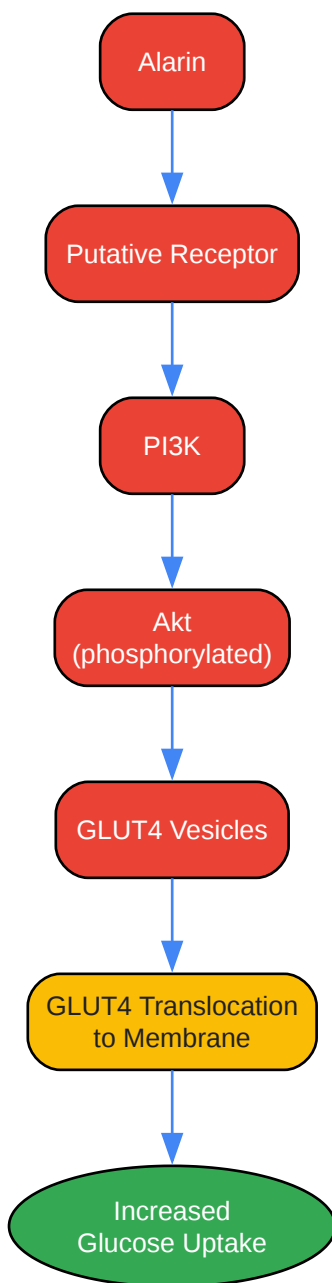 Alarin
Putative Receptor
PI3K
Akt
(phosphorylated)
GLUT4 Vesicles
GLUT4 Translocation
to Membrane
Increased
Glucose Uptake